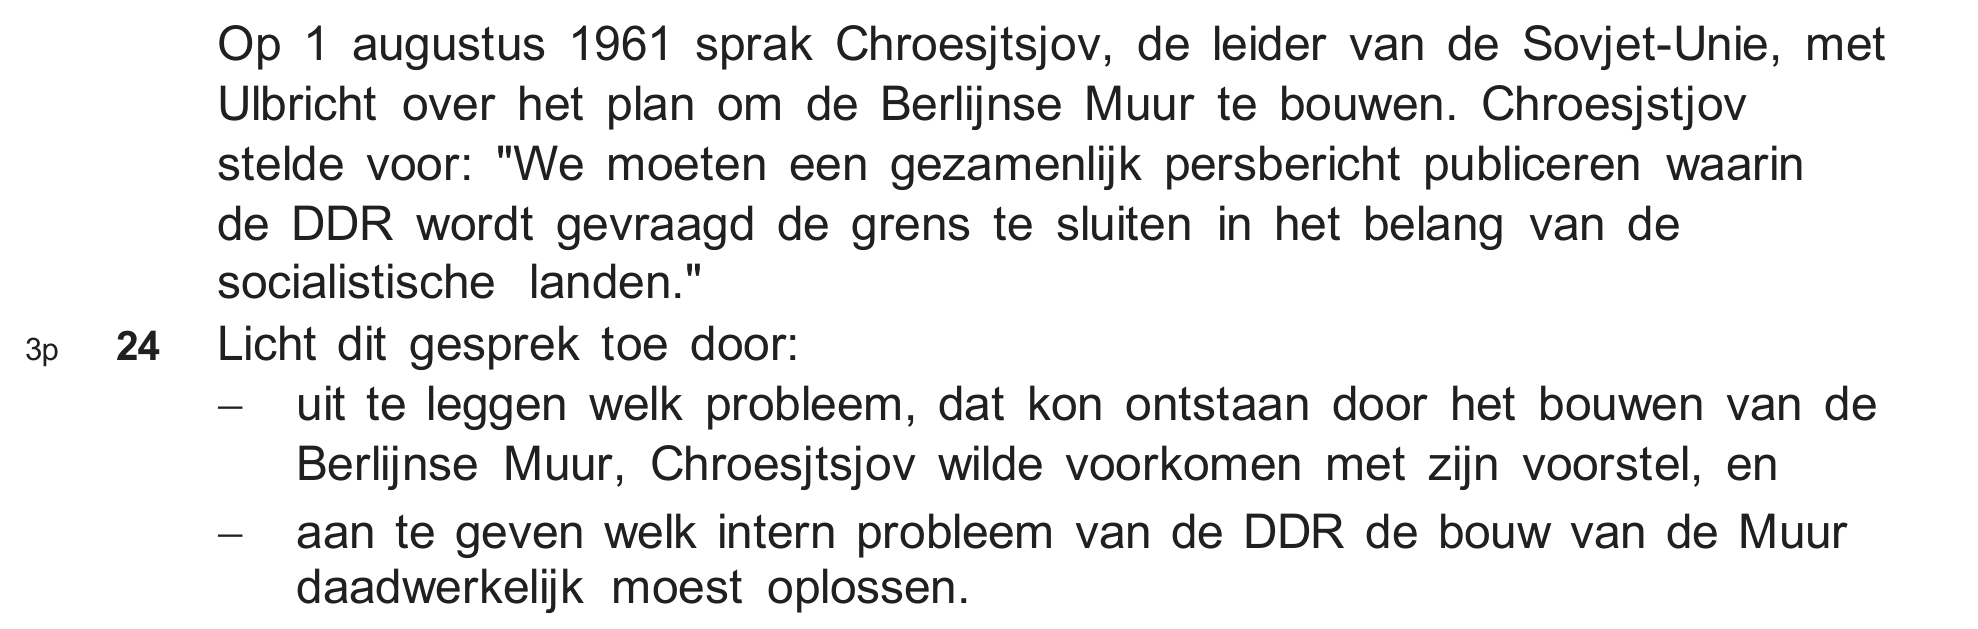 Op 1 augustus 1961 sprak Chroesjtsjov, de leider van de Sovjet-Unie, met
Ulbricht over het plan om de Berlijnse Muur te bouwen. Chroesjstjov
stelde voor: "We moeten een gezamenlijk persbericht publiceren waarin
de DDR wordt gevraagd de grens te sluiten in het belang van de
socialistische landen."
3p 24 Licht dit gesprek toe door:
– uit te leggen welk probleem, dat kon ontstaan door het bouwen van de
Berlijnse Muur, Chroesjtsjov wilde voorkomen met zijn voorstel, en
– aan te geven welk intern probleem van de DDR de bouw van de Muur
daadwerkelijk moest oplossen.